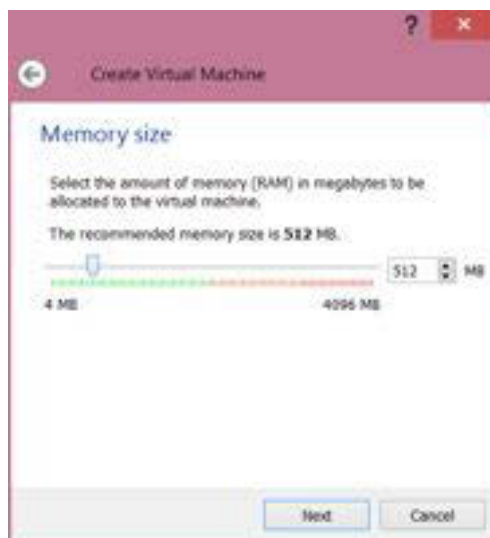 ?
Create Virtual Machine
Memory size
Select the amount of memory (RAM) in megabytes to be
allocated to the virtual machine.
The recommended memory size is 512 MB.
512 MB
4 MB 4096 MB
Next Cancel